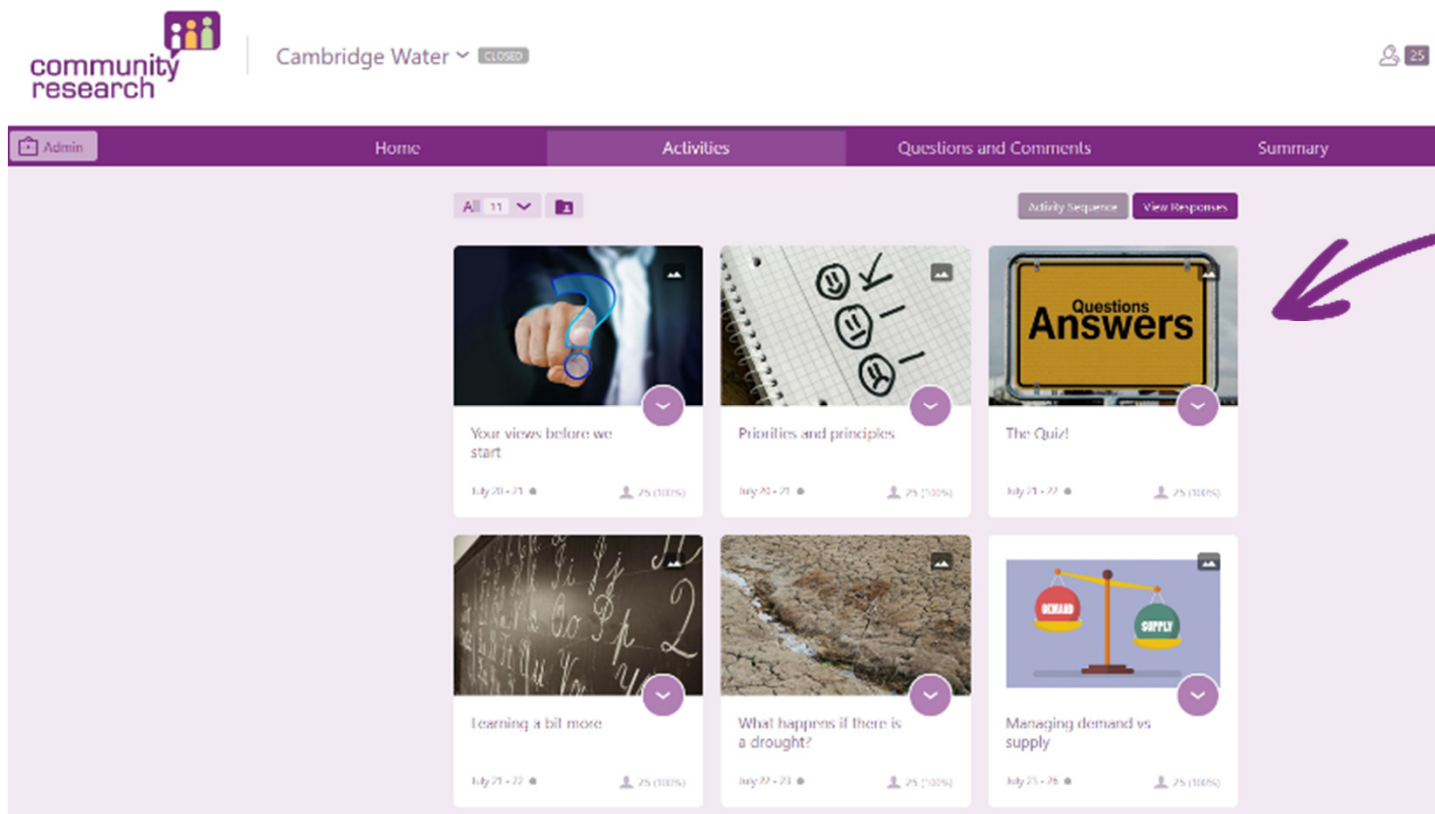 community
research
Cambridge Water CLOSED
25
Admin Home Activities Questions and Comments Summary
All 11 Activity Sequence View Responses
Questions
Answers
Your views before we
start
July 20 - 21 25 (100%)
Priorities and principles
July 20 - 21 25 (100%)
The Quiz!
July 21 - 22 25 (100%)
DEMAND
SUPPLY
Learning a bit more
July 21 - 22 25 (100%)
What happens if there is
a drought?
July 22 - 23 25 (100%)
Managing demand vs
supply
25 (100%)